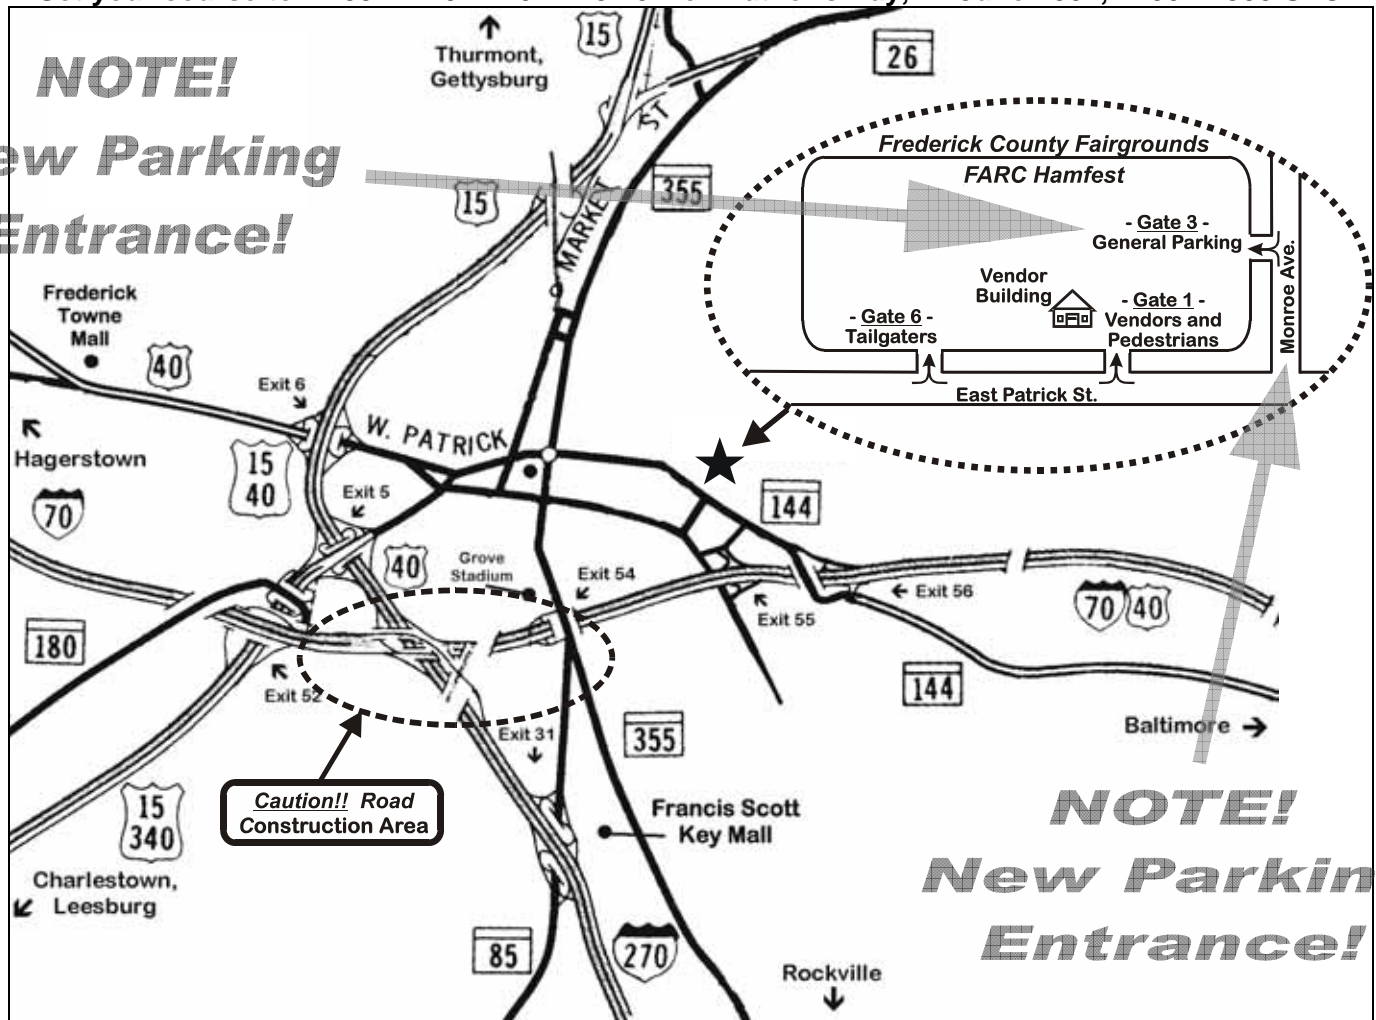 NOTE!
ew Parking
Entrance!
Thurmont,
Gettysburg
15
26
ST
MARKET
355
15
Frederick County Fairgrounds
FARC Hamfest
- Gate 3 -
General Parking
Vendor
Building
- Gate 1 -
Vendors and
Pedestrians
- Gate 6 -
Tailgaters
Monroe Ave.
East Patrick St.
Frederick
Towne
Mall
40
Exit 6
W. PATRICK
Hagerstown
15
40
70
Exit 5
144
40
Grove
Stadium
Exit 54
Exit 56
Exit 55
70
40
180
Exit 52
144
Baltimore
Exit 31
355
Caution!! Road
Construction Area
15
340
Francis Scott
Key Mall
NOTE!
New Parkin
Entrance!
Charlestown,
Leesburg
85
270
Rockville